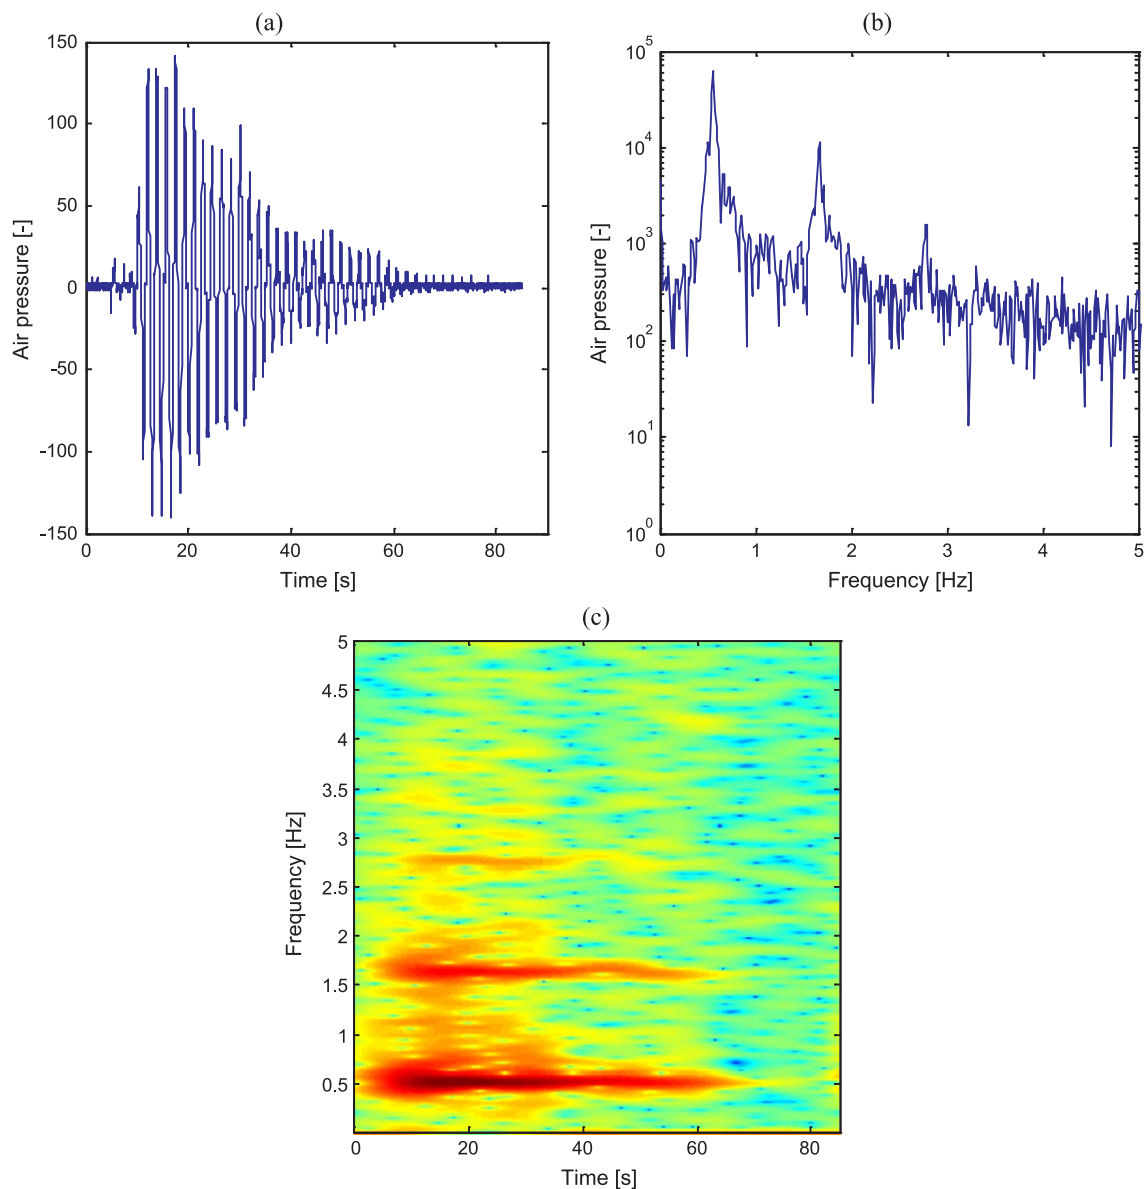 (a)
150
100
50
0
-50
-100
-150
Air pressure [-]
0 20 40 60 80
Time [s]
(b)
10^5
10^4
10^3
10^2
10^1
10^0
Air pressure [-]
0 1 2 3 4 5
Frequency [Hz]
(c)
5
4.5
4
3.5
3
2.5
2
1.5
1
0.5
Frequency [Hz]
0 20 40 60 80
Time [s]